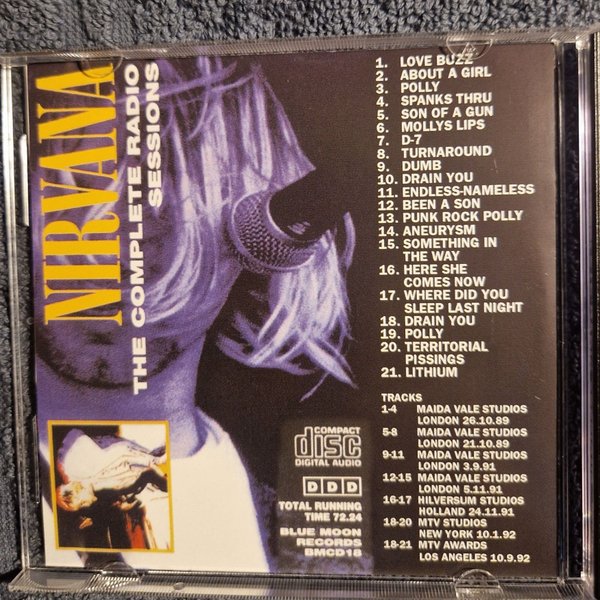 NIRVANA
THE COMPLETE RADIO
SESSIONS
1. LOVE BUZZ
2. ABOUT A GIRL
3. POLLY
4. SPANKS THRU
5. SON OF A GUN
6. MOLLYS LIPS
7. D-7
8. TURNAROUND
9. DUMB
10. DRAIN YOU
11. ENDLESS-NAMELESS
12. BEEN A SON
13. PUNK ROCK POLLY
14. ANEURYSM
15. SOMETHING IN
THE WAY
16. HERE SHE
COMES NOW
17. WHERE DID YOU
SLEEP LAST NIGHT
18. DRAIN YOU
19. POLLY
20. TERRITORIAL
PISSINGS
21. LITHIUM
TRACKS
1-4 MAIDA VALE STUDIOS
LONDON 26.10.89
5-8 MAIDA VALE STUDIOS
LONDON 21.10.89
9-11 MAIDA VALE STUDIOS
LONDON 3.9.91
12-15 MAIDA VALE STUDIOS
LONDON 5.11.91
16-17 HILVERSUM STUDIOS
HOLLAND 24.11.91
18-20 MTV STUDIOS
NEW YORK 10.1.92
18-21 MTV AWARDS
LOS ANGELES 10.9.92
COMPACT
disc
DIGITAL AUDIO
D D D
TOTAL RUNNING
TIME 72.24
BLUE MOON
RECORDS
BMCD18